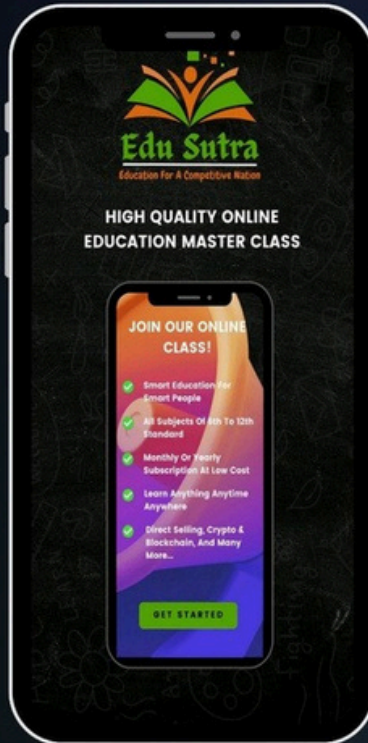 Edu Sutra
Education For A Competitive Nation
HIGH QUALITY ONLINE
EDUCATION MASTER CLASS
JOIN OUR ONLINE
CLASS!
Smart Education For
Smart People
All Subjects Of 6th To 12th
Standard
Monthly Or Yearly
Subscription At Low Cost
Learn Anything Anytime
Anywhere
Direct Selling, Crypto &
Blockchain, And Many
More...
GET STARTED